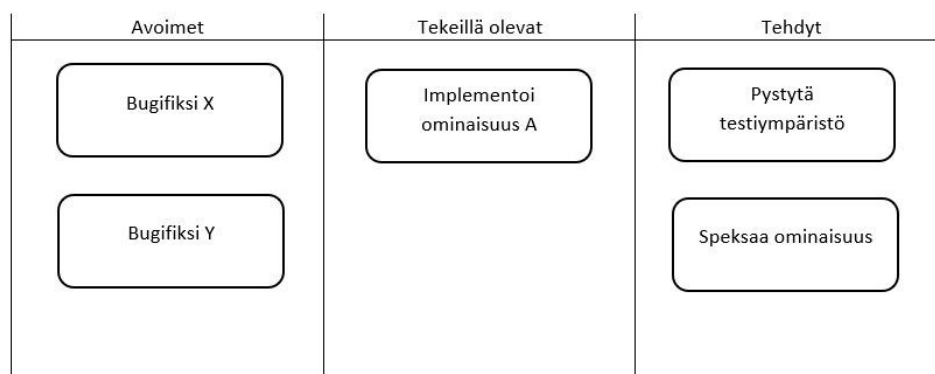 Avoimet
Tekeillä olevat
Tehdyt
Bugifiksi X
Implementoi
ominaisuus A
Pystytä
testiympäristö
Bugifiksi Y
Speksaa ominaisuus